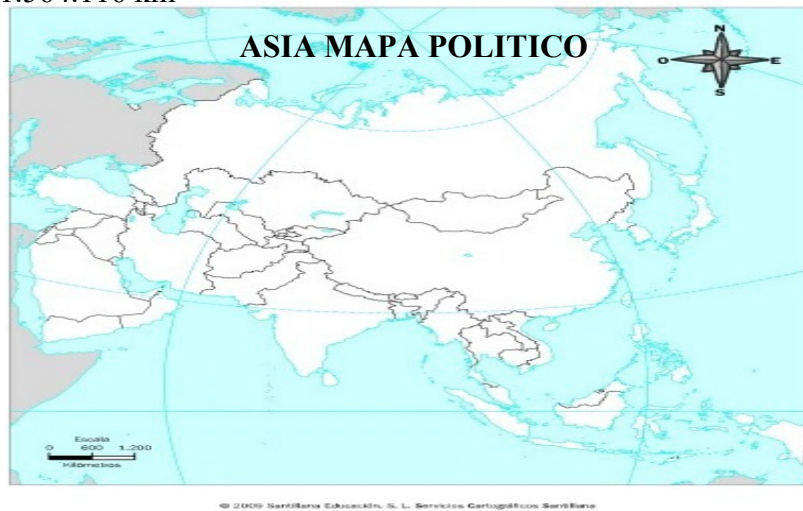 ASIA MAPA POLITICO
N
O E
S
Escala
0 600 1.200
Kilómetros
© 2009 Santillana Educación, S. L. Servicios Cartográficos Santillana